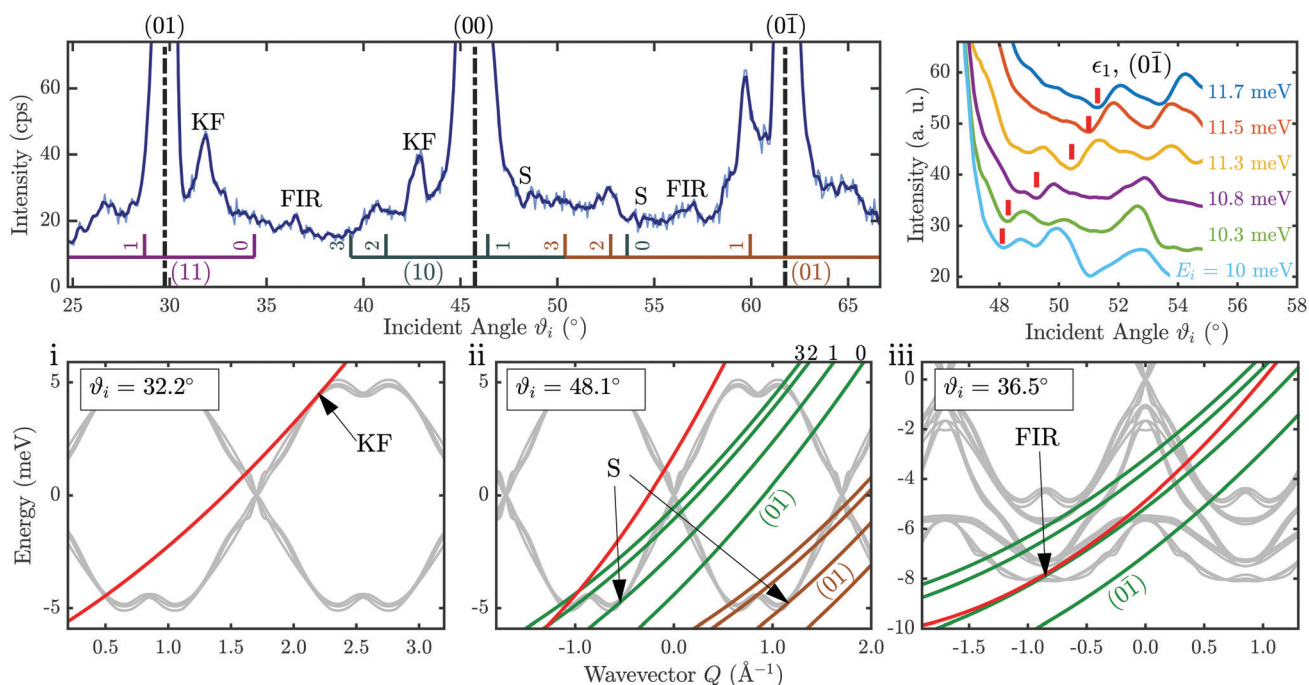 (01) (00) (01̅)
60
40
20
Intensity (cps)
KF
FIR
KF
S
S
FIR
1 0 3 2 1 3 2 0 1
(11) (10) (01)
25 30 35 40 45 50 55 60 65
Incident Angle ϑᵢ (°)
60
50
40
30
20
Intensity (a. u.)
ϵ₁, (01̅)
11.7 meV
11.5 meV
11.3 meV
10.8 meV
10.3 meV
Eᵢ = 10 meV
48 50 52 54 56 58
Incident Angle ϑᵢ (°)
i
ϑᵢ = 32.2°
KF
5
0
-5
Energy (meV)
0.5 1.0 1.5 2.0 2.5 3.0
ii
3 2 1 0
ϑᵢ = 48.1°
S
(01̅)
(01)
5
0
-5
-1.0 0.0 1.0 2.0
Wavevector Q (Å⁻¹)
iii
ϑᵢ = 36.5°
FIR
(01̅)
0
-2
-4
-6
-8
-10
-1.5 -1.0 -0.5 0.0 0.5 1.0